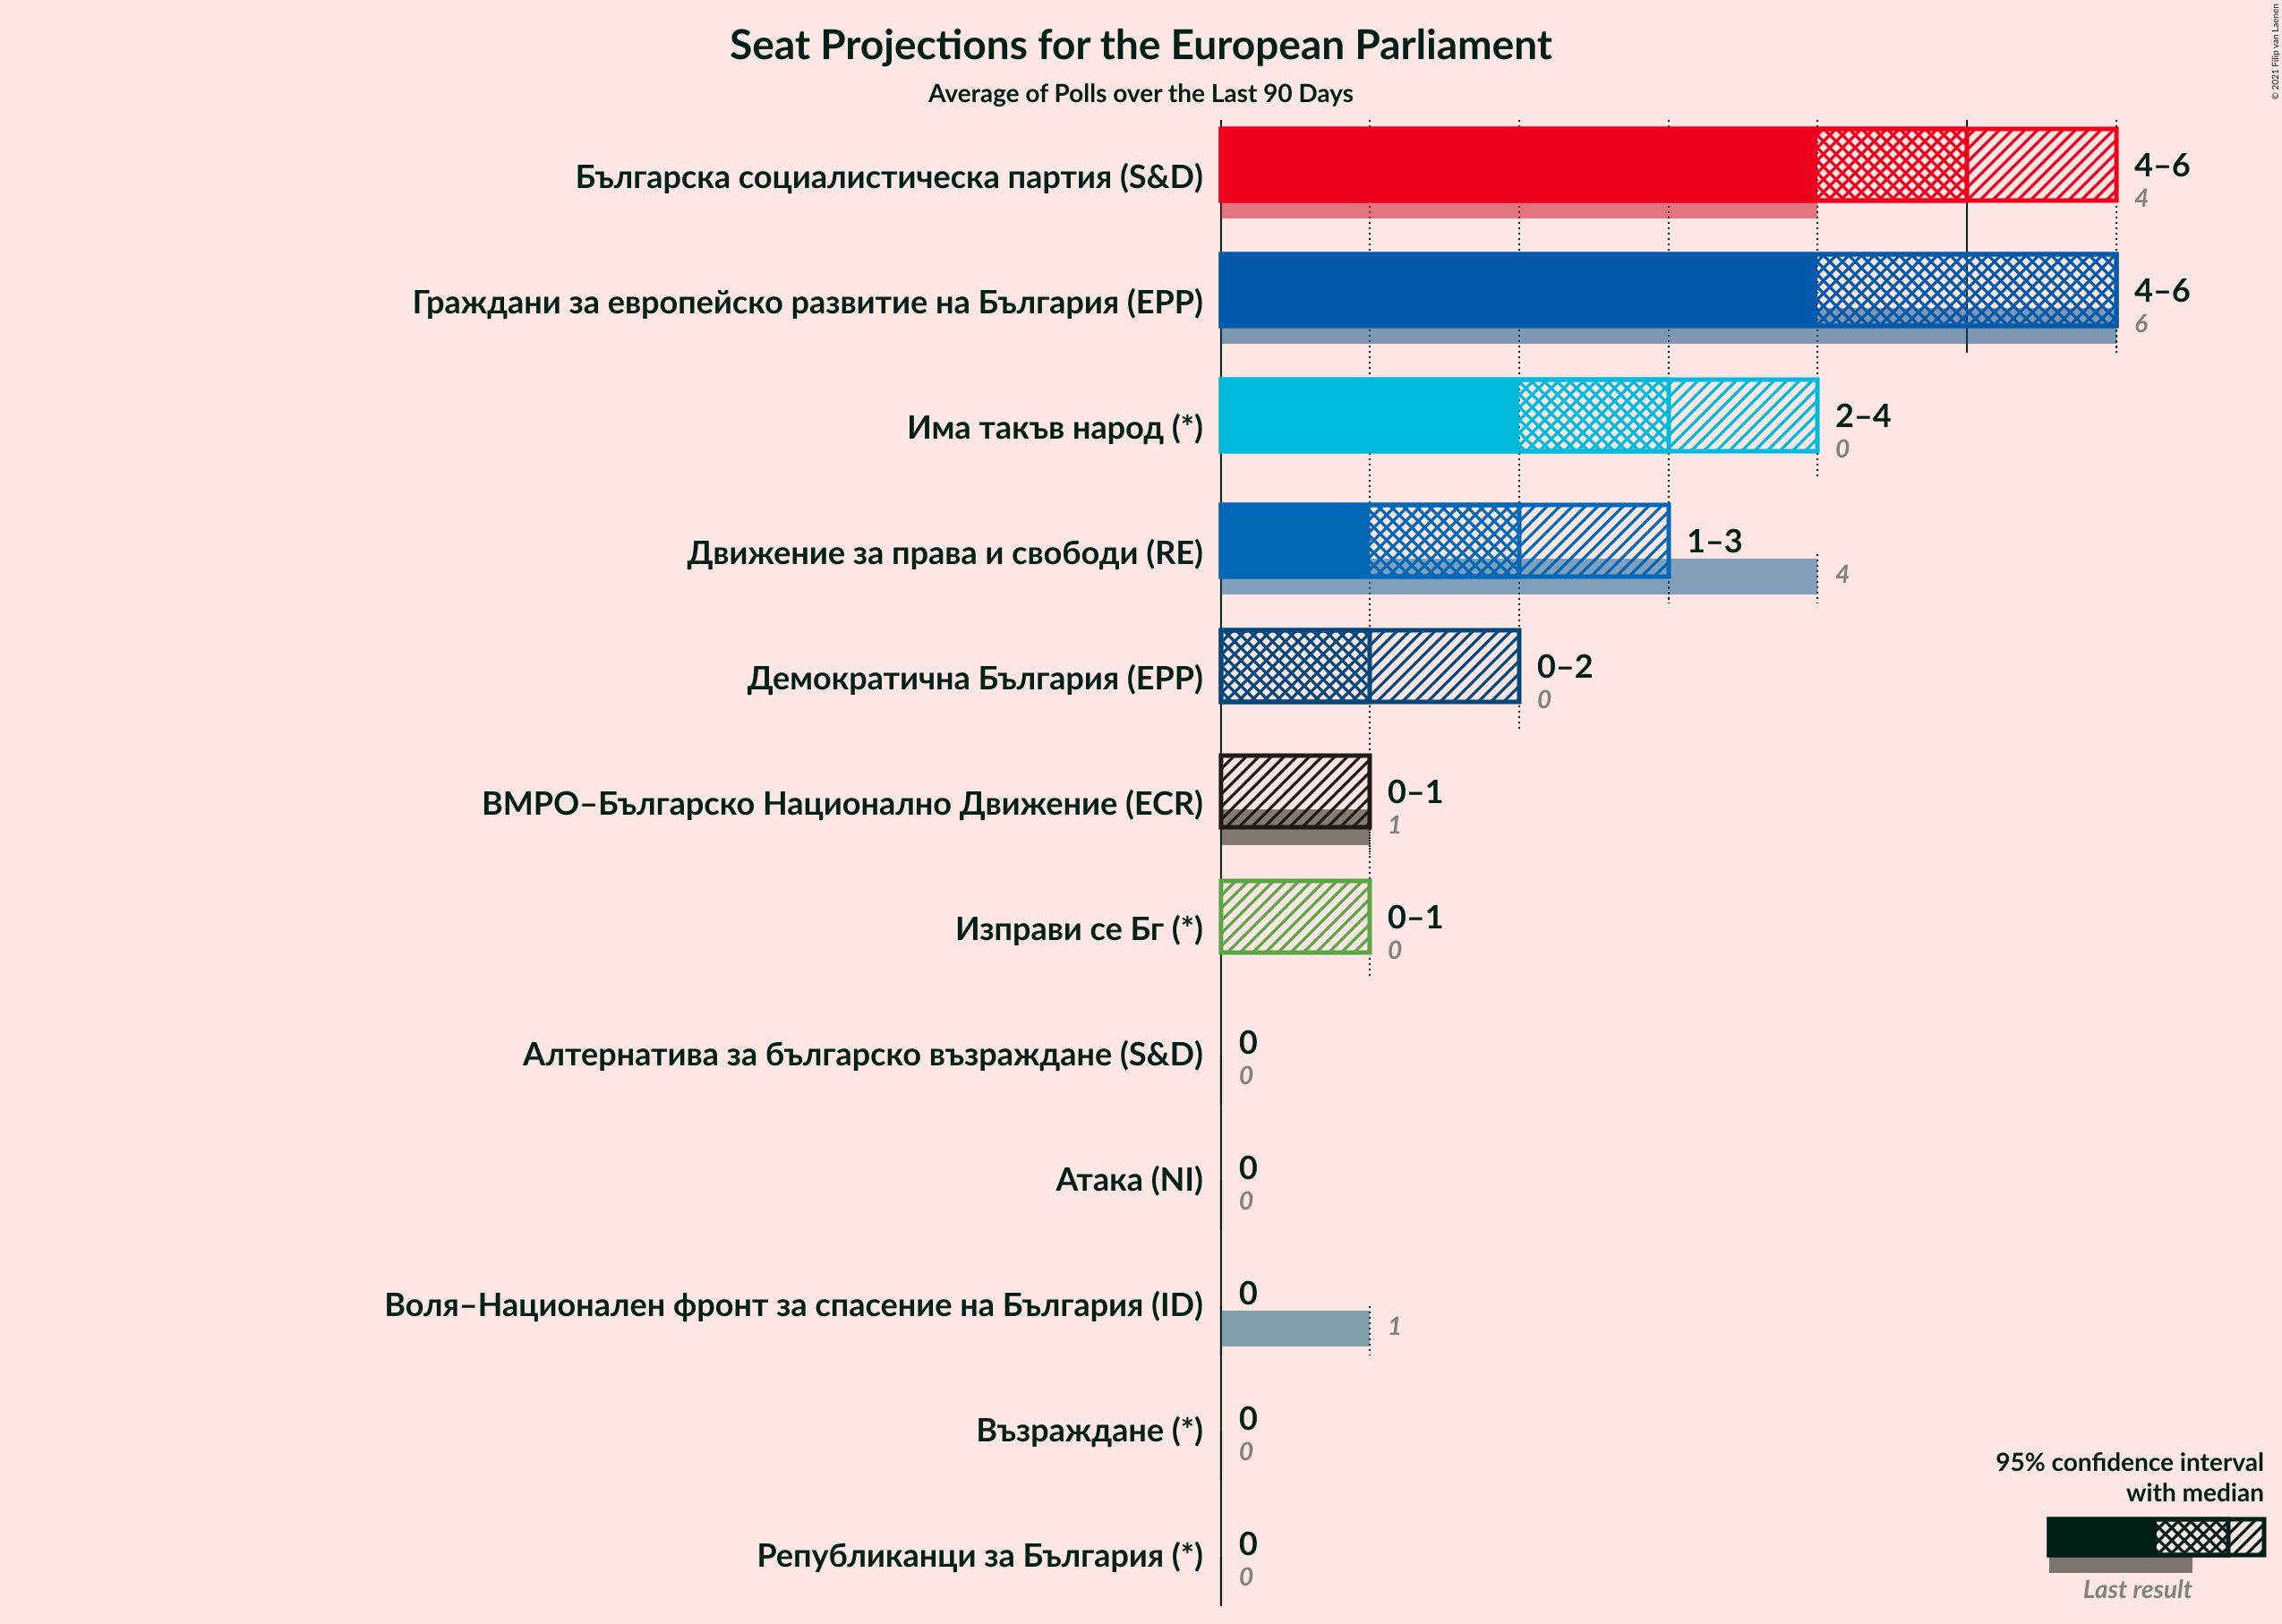 Seat Projections for the European Parliament
Average of Polls over the Last 90 Days
© 2021 Filip van Laenen
Българска социалистическа партия (S&D)
4–6
4
Граждани за европейско развитие на България (EPP)
4–6
6
Има такъв народ (*)
2–4
0
Движение за права и свободи (RE)
1–3
4
Демократична България (EPP)
0–2
0
ВМРО–Българско Национално Движение (ECR)
0–1
1
Изправи се Бг (*)
0–1
0
Алтернатива за българско възраждане (S&D)
0
0
Атака (NI)
0
0
Воля–Национален фронт за спасение на България (ID)
0
1
Възраждане (*)
0
0
Републиканци за България (*)
0
0
95% confidence interval
with median
Last result